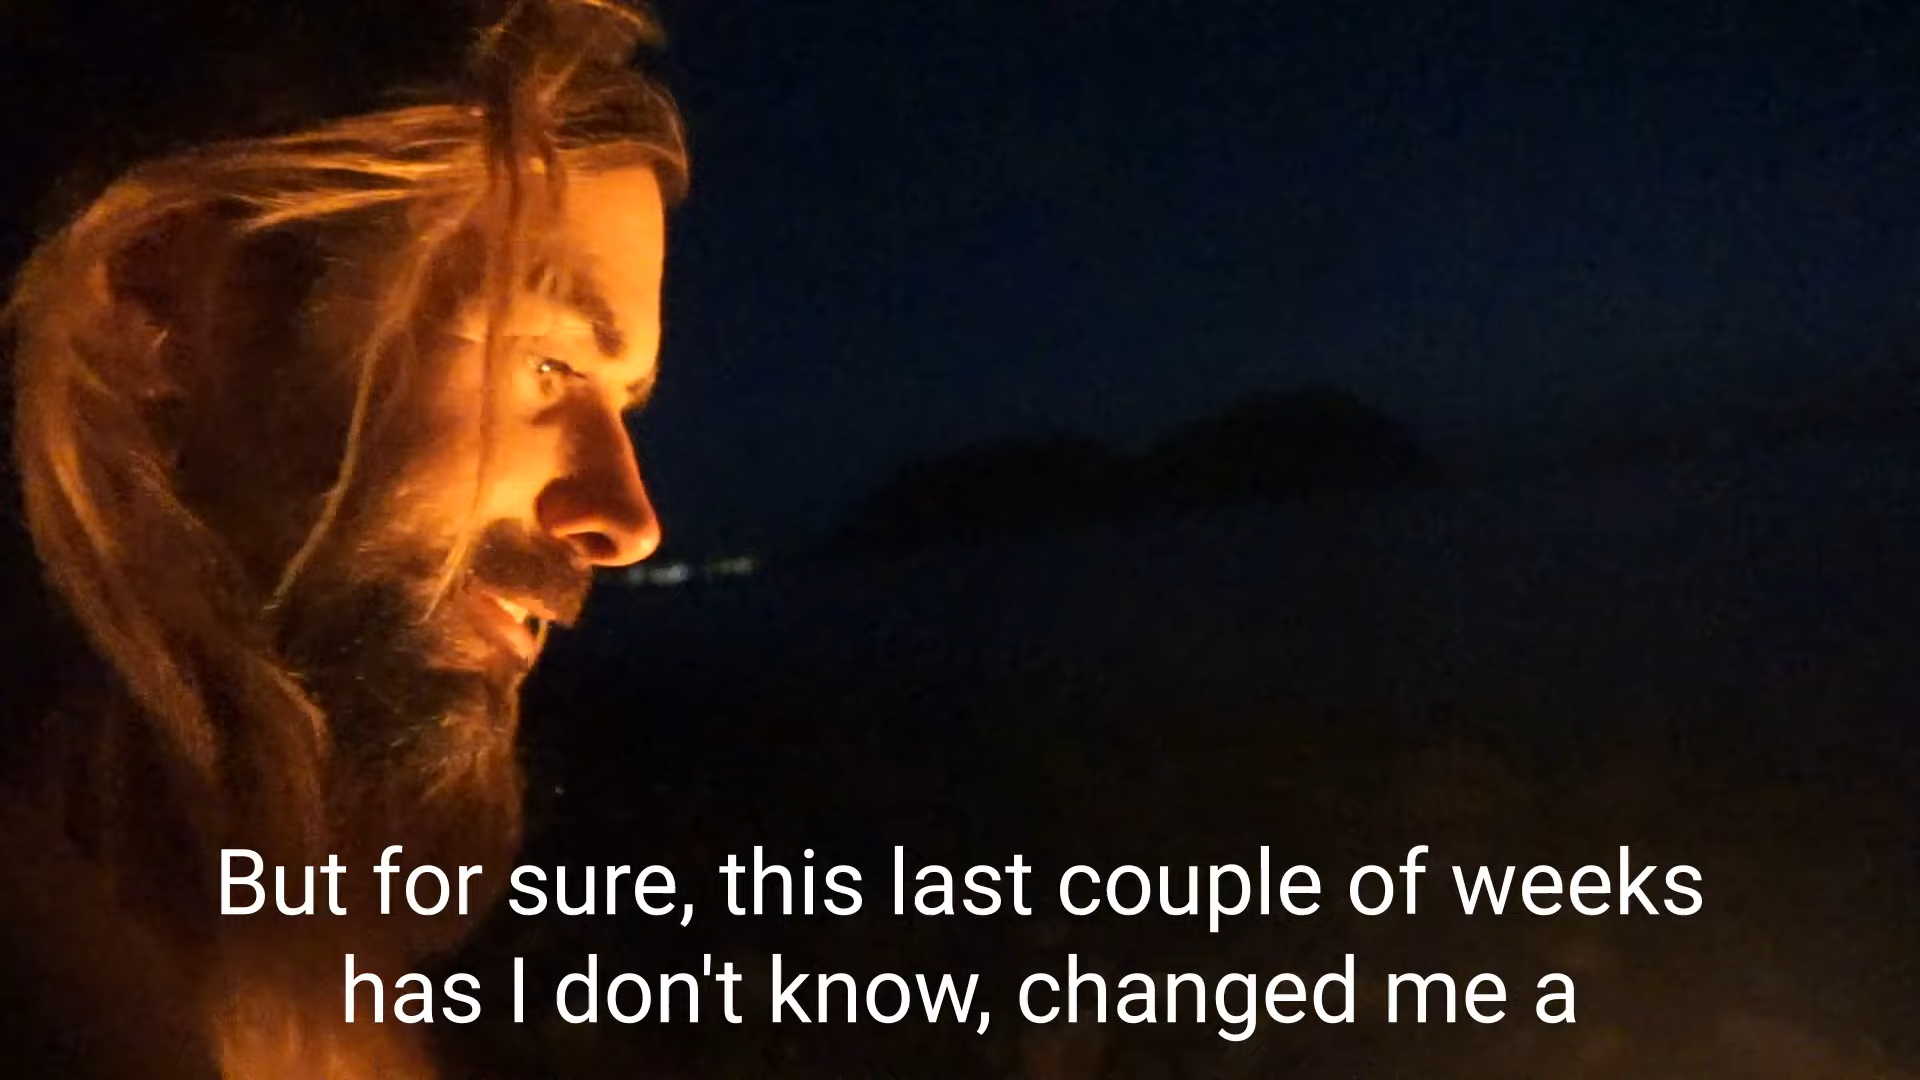 But for sure, this last couple of weeks
has I don't know, changed me a